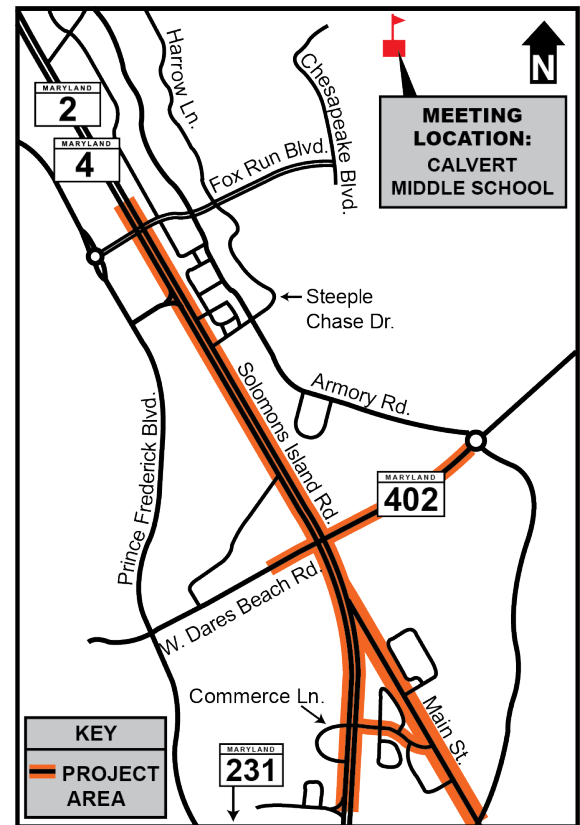 Harrow Ln.
Chesapeake Blvd.
N
MARYLAND
2
MEETING
LOCATION:
CALVERT
MIDDLE SCHOOL
MARYLAND
4
Fox Run Blvd.
Steeple
Chase Dr.
Solomons Island Rd.
Armory Rd.
Prince Frederick Blvd.
MARYLAND
402
W. Dares Beach Rd.
Commerce Ln.
Main St.
KEY
PROJECT
AREA
MARYLAND
231